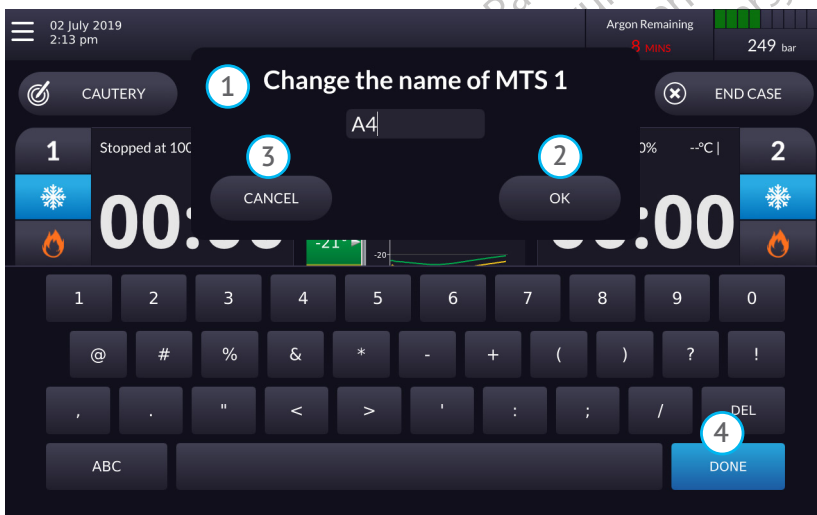 02 July 2019
2:13 pm
Argon Remaining
8 MINS
249 bar
CAUTERY
1 Change the name of MTS 1
END CASE
A4
1 Stopped at 100
3
2
0% --°C | 2
CANCEL
OK
00:
:00
-21°
-20
1 2 3 4 5 6 7 8 9 0
@ # % & * - + ( ) ? !
, . " < > ' : ; / DEL
4
ABC
DONE